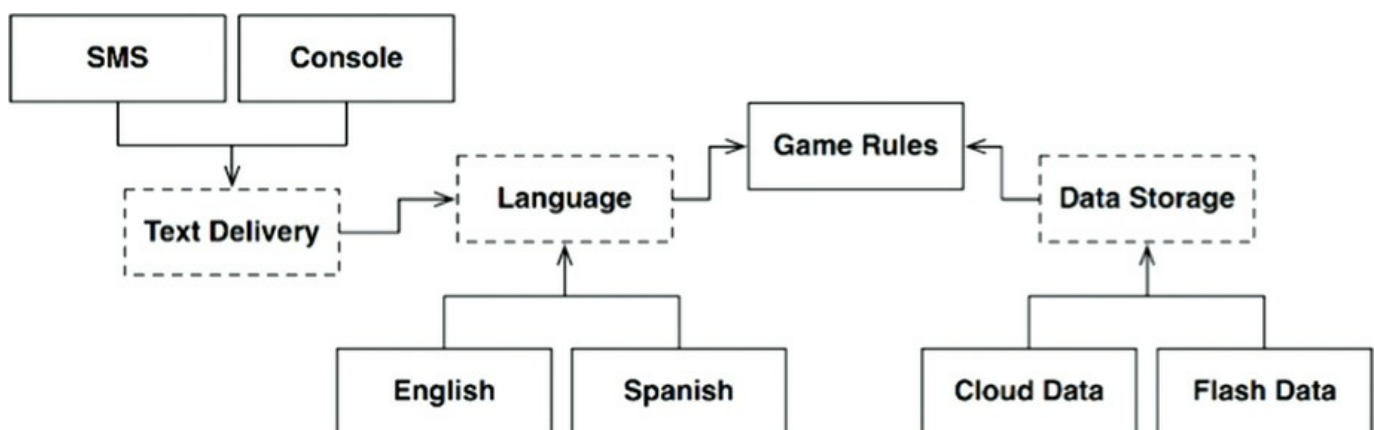 SMS
Console
Game Rules
Text Delivery
Language
Data Storage
English
Spanish
Cloud Data
Flash Data